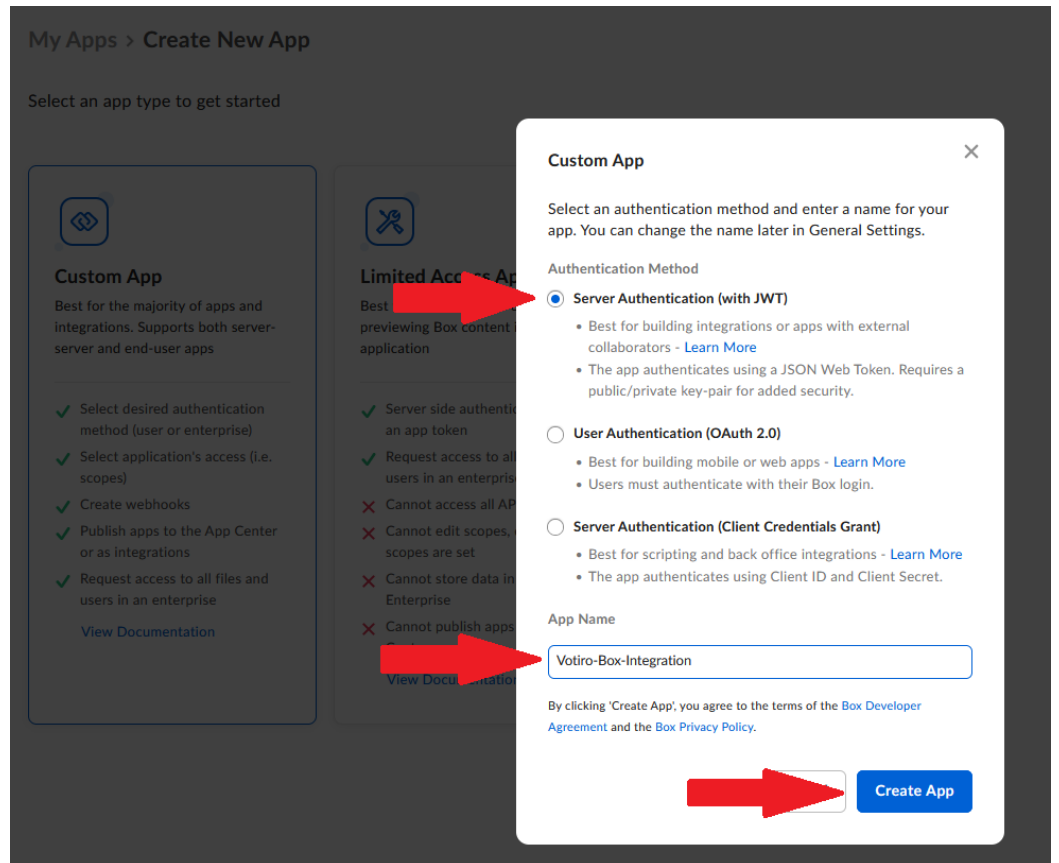 My Apps > Create New App
Select an app type to get started
Custom App
Best for the majority of apps and
integrations. Supports both server-
server and end-user apps
Select desired authentication
method (user or enterprise)
Select application's access (i.e.
scopes)
Create webhooks
Publish apps to the App Center
or as integrations
Request access to all files and
users in an enterprise
View Documentation
Limited Access Ap
Best
previewing Box content i
application
Server side authentic
an app token
Request access to all
users in an enterpris
Cannot access all AP
Cannot edit scopes,
scopes are set
Cannot store data in
Enterprise
Cannot publish apps
View Documentation
Custom App
Select an authentication method and enter a name for your
app. You can change the name later in General Settings.
Authentication Method
Server Authentication (with JWT)
• Best for building integrations or apps with external
collaborators - Learn More
• The app authenticates using a JSON Web Token. Requires a
public/private key-pair for added security.
User Authentication (OAuth 2.0)
• Best for building mobile or web apps - Learn More
• Users must authenticate with their Box login.
Server Authentication (Client Credentials Grant)
• Best for scripting and back office integrations - Learn More
• The app authenticates using Client ID and Client Secret.
App Name
Votiro-Box-Integration
By clicking 'Create App', you agree to the terms of the Box Developer
Agreement and the Box Privacy Policy.
Create App